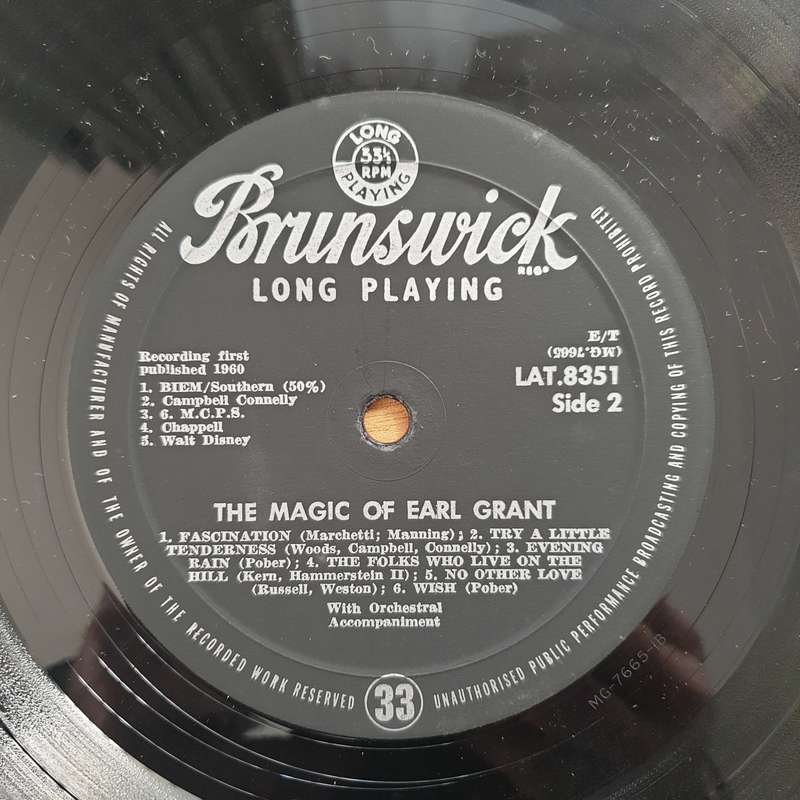 LONG
33⅓
RPM
PLAYING
Brunswick
REGD.
LONG PLAYING
Recording first
published 1960
1. BIEM/Southern (50%)
2. Campbell Connelly
3. 6. M.C.P.S.
4. Chappell
5. Walt Disney
E/T
(MG.7665)
LAT.8351
Side 2
THE MAGIC OF EARL GRANT
1. FASCINATION (Marchetti; Manning); 2. TRY A LITTLE
TENDERNESS (Woods, Campbell, Connelly); 3. EVENING
RAIN (Pober); 4. THE FOLKS WHO LIVE ON THE
HILL (Kern, Hammerstein II); 5. NO OTHER LOVE
(Russell, Weston); 6. WISH (Pober)
With Orchestral
Accompaniment
ALL RIGHTS OF MANUFACTURER AND OF THE OWNER OF THE RECORDED WORK RESERVED
33
UNAUTHORISED PUBLIC PERFORMANCE BROADCASTING AND COPYING OF THIS RECORD PROHIBITED
MG-7665-1B